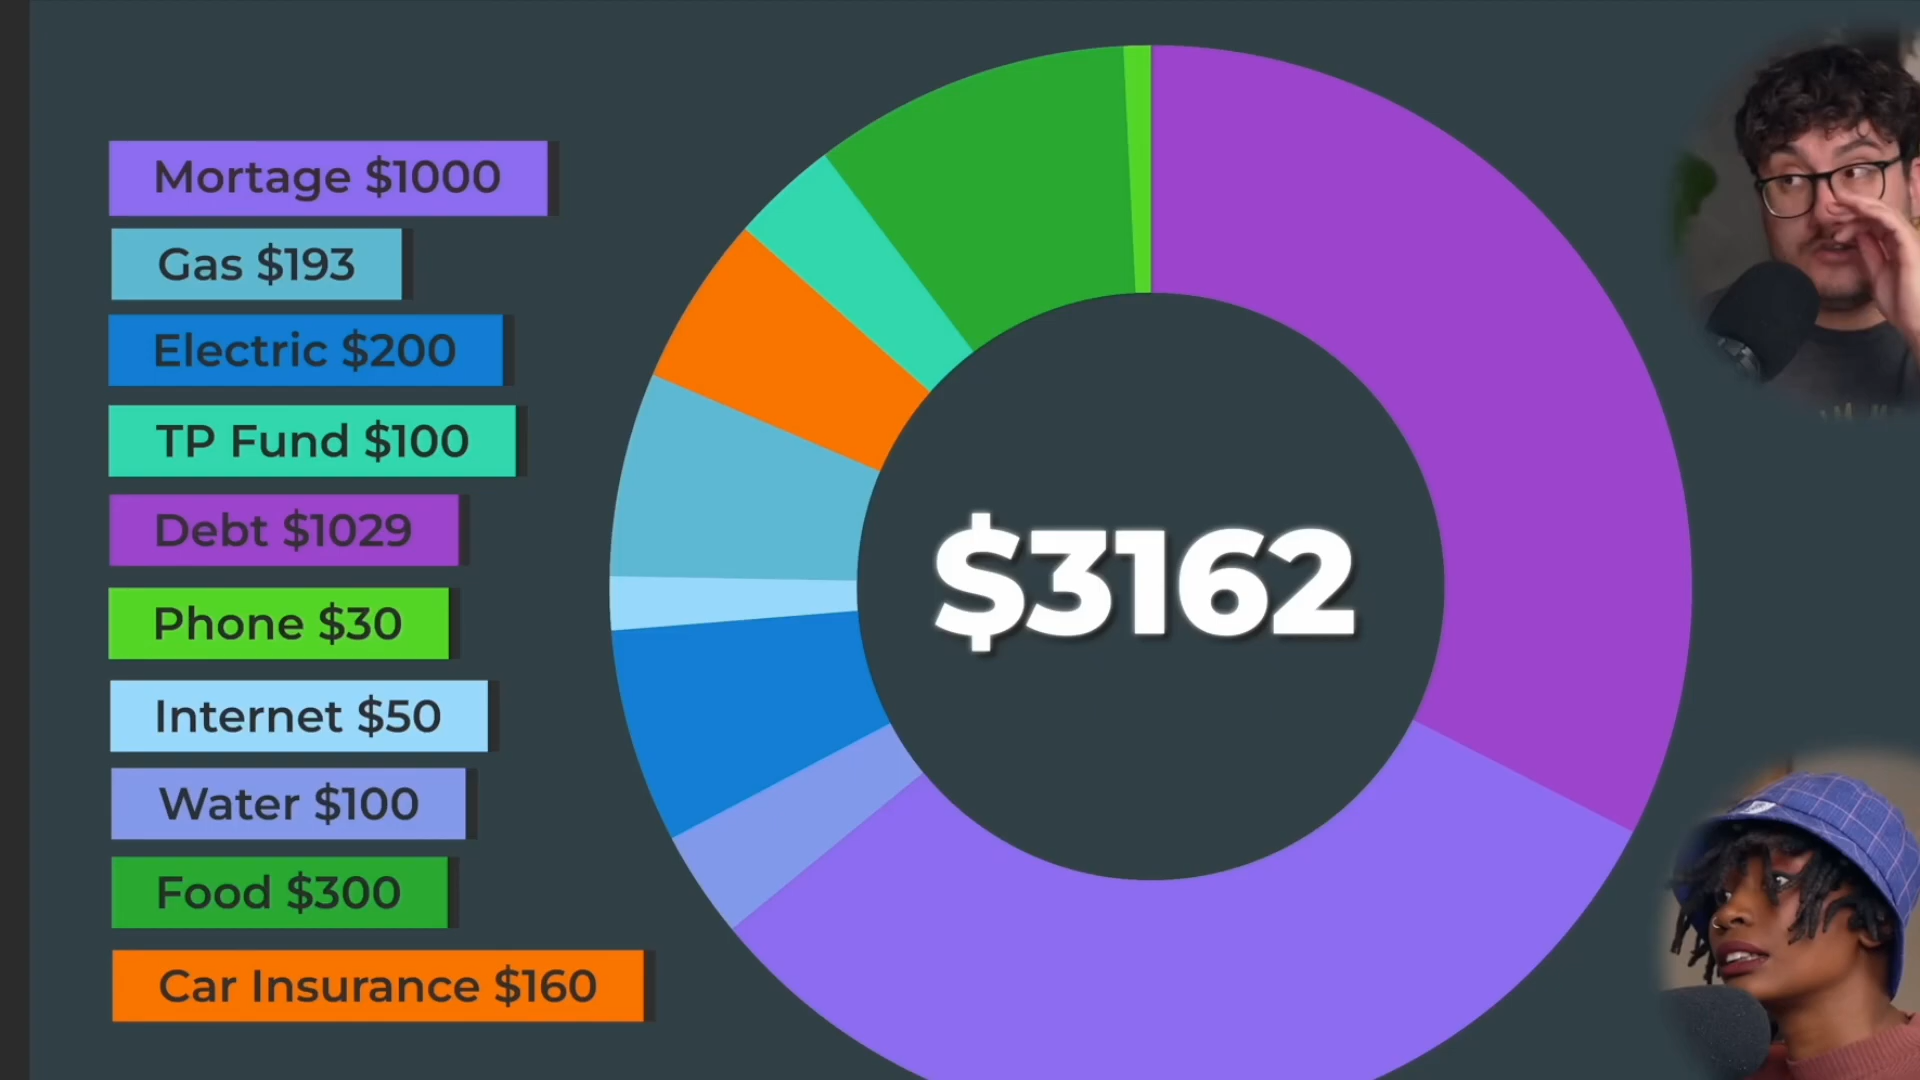 Mortage $1000
Gas $193
Electric $200
TP Fund $100
Debt $1029
Phone $30
Internet $50
Water $100
Food $300
Car Insurance $160
$3162